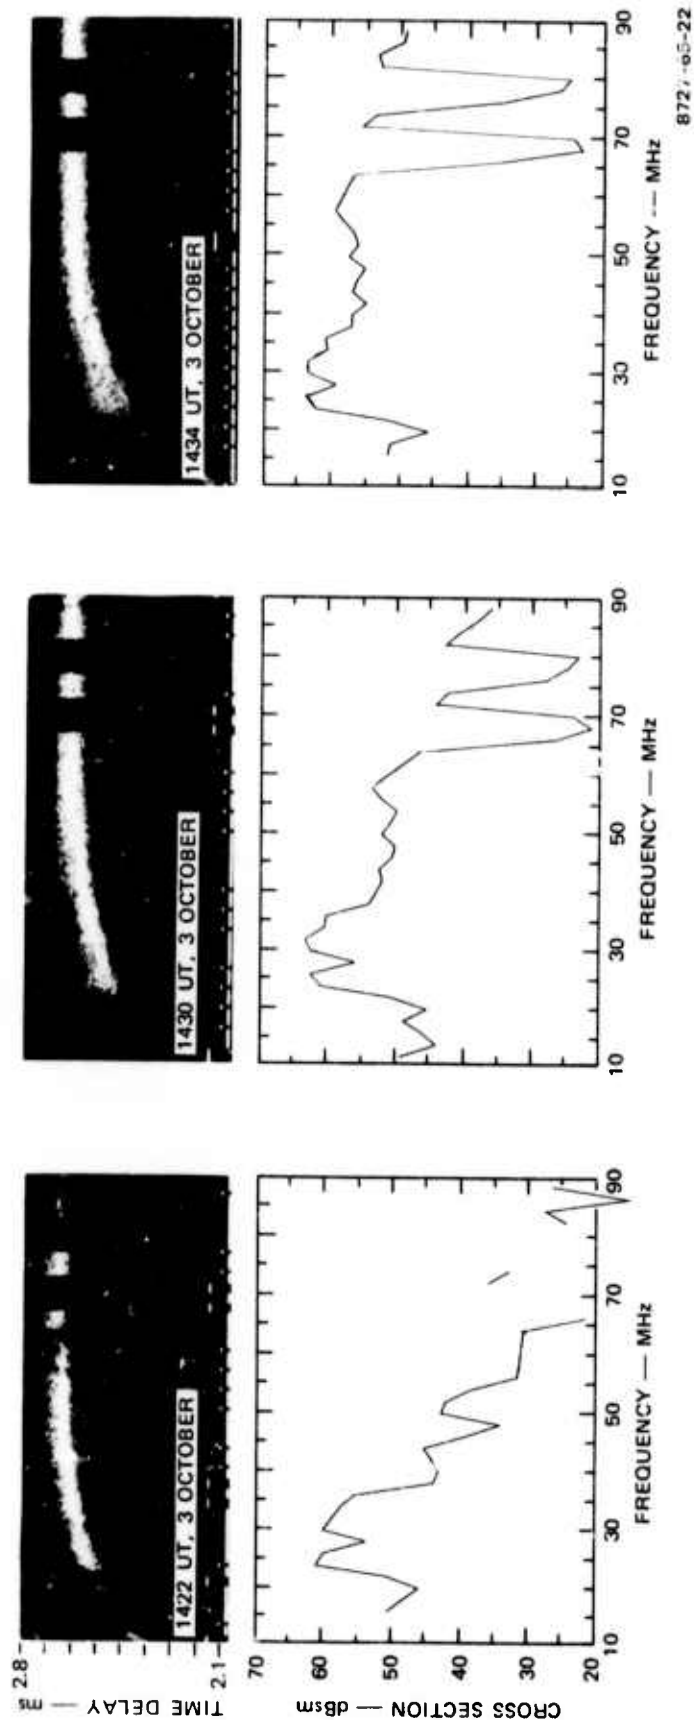 2.8
TIME DELAY — ms
2.1
1422 UT, 3 OCTOBER
1430 UT, 3 OCTOBER
1434 UT, 3 OCTOBER
70
60
50
40
30
20
CROSS SECTION — dBsm
10 30 50 70 90
FREQUENCY — MHz
10 30 50 70 90
FREQUENCY — MHz
10 30 50 70 90
FREQUENCY — MHz